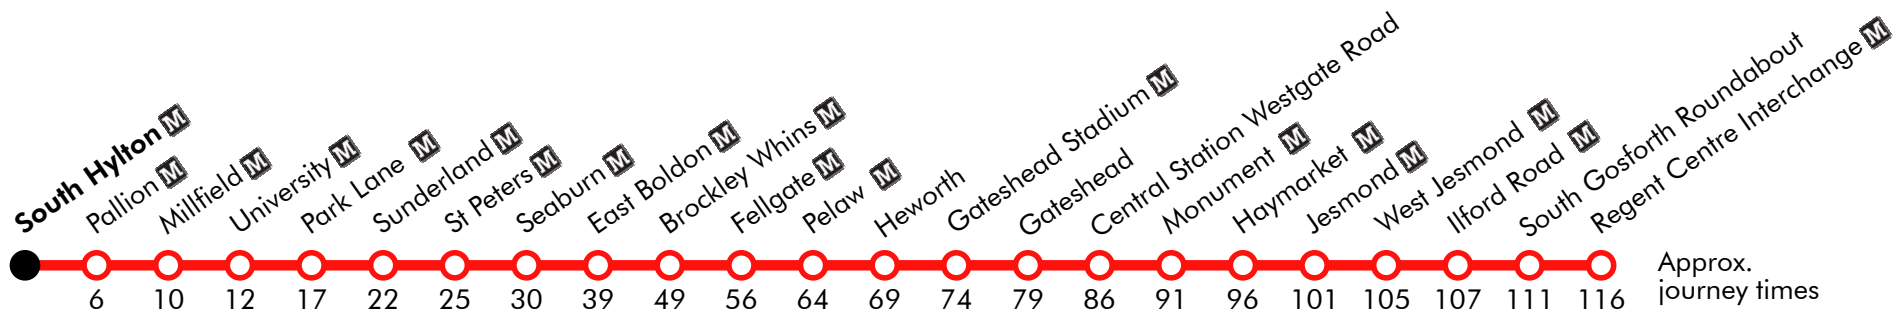 South Hylton M
Pallion M
Millfield M
University M
Park Lane M
Sunderland M
St Peters M
Seaburn M
East Boldon M
Brockley Whins M
Fellgate M
Pelaw M
Heworth
Gateshead Stadium M
Gateshead
Central Station Westgate Road
Monument M
Haymarket M
Jesmond M
West Jesmond M
Ilford Road M
South Gosforth Roundabout
Regent Centre Interchange M
6 10 12 17 22 25 30 39 49 56 64 69 74 79 86 91 96 101 105 107 111 116
Approx.
journey times